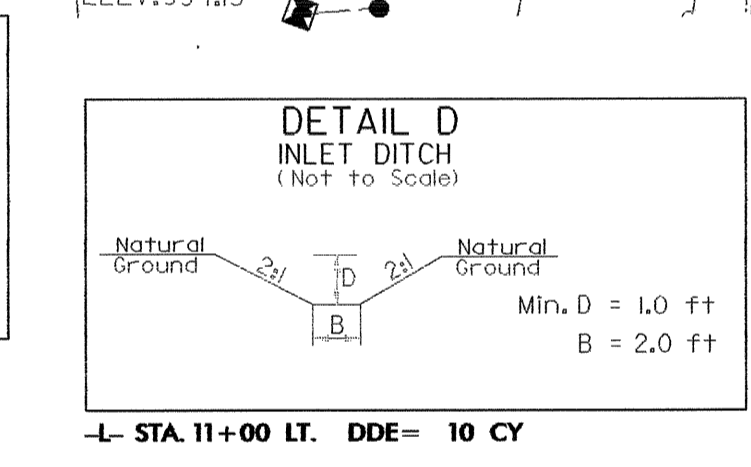 DETAIL D
INLET DITCH
(Not to Scale)
Natural
Ground
2:1
D
2:1
Natural
Ground
B
Min. D = 1.0 ft
B = 2.0 ft
-L- STA. 11+00 LT. DDE= 10 CY